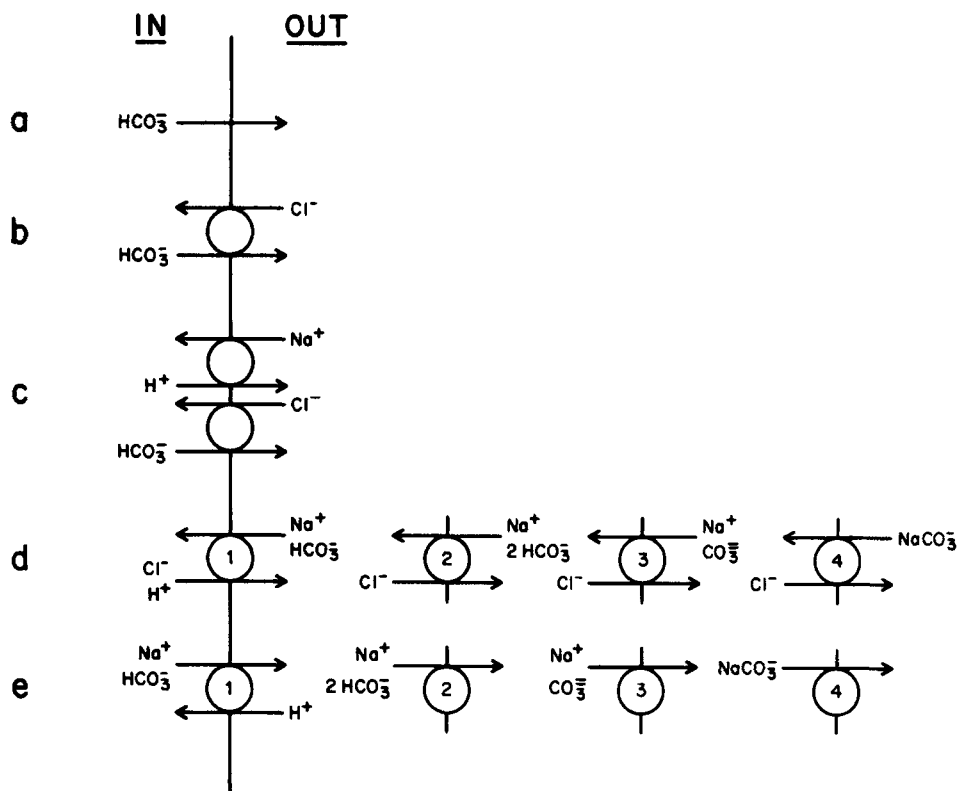 IN OUT
a HCO₃⁻
Cl⁻
b
HCO₃⁻
Na⁺
H⁺
c
Cl⁻
HCO₃⁻
Na⁺ Na⁺ Na⁺
HCO₃⁻ 2 HCO₃⁻ CO₃⁼ NaCO₃⁻
d 1 2 3 4
Cl⁻ Cl⁻ Cl⁻ Cl⁻
H⁺
Na⁺ Na⁺ Na⁺
HCO₃⁻ 2 HCO₃⁻ CO₃⁼ NaCO₃⁻
e 1 2 3 4
H⁺